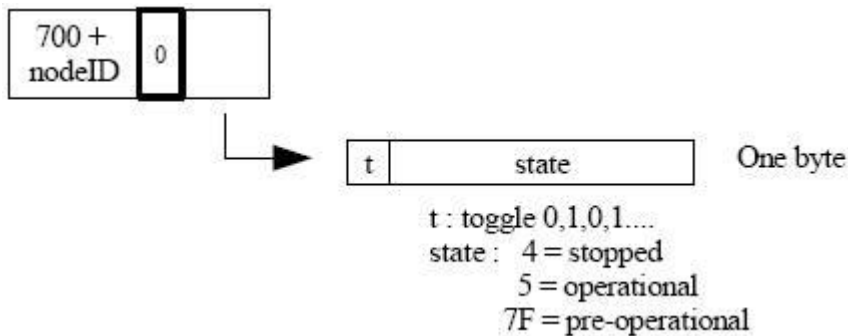 700 +
nodeID
0
t
state
One byte
t : toggle 0,1,0,1....
state : 4 = stopped
5 = operational
7F = pre-operational